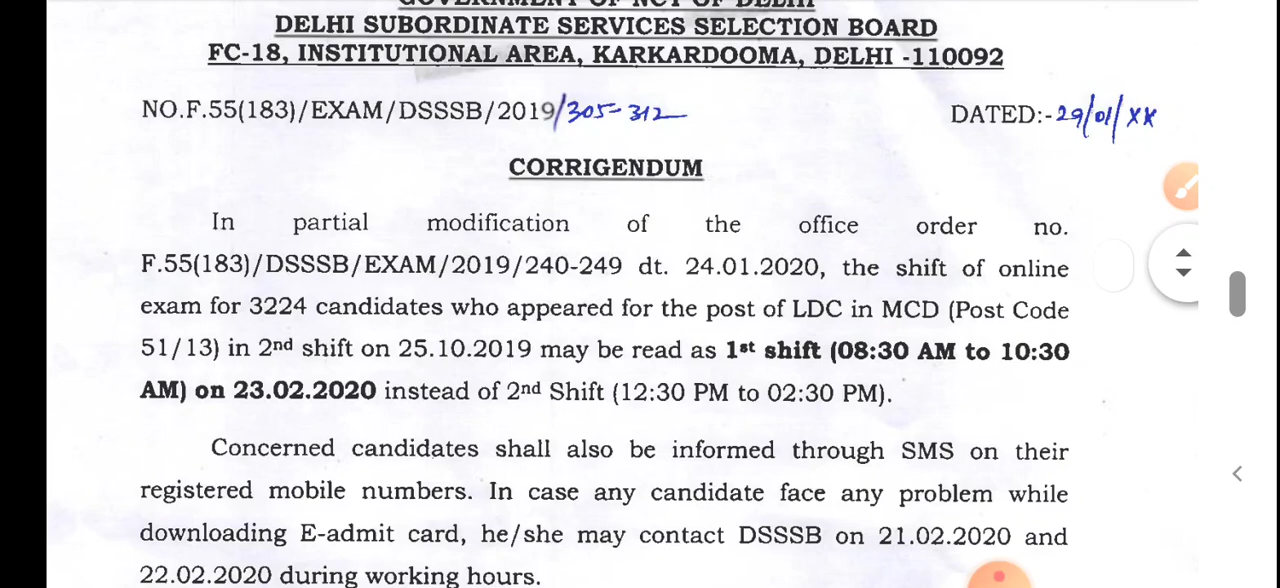 GOVERNMENT OF NCT OF DELHI
DELHI SUBORDINATE SERVICES SELECTION BOARD
FC-18, INSTITUTIONAL AREA, KARKARDOOMA, DELHI -110092
NO.F.55(183)/EXAM/DSSSB/2019/305-312 DATED:-29/01/XX
CORRIGENDUM
In partial modification of the office order no.
F.55(183)/DSSSB/EXAM/2019/240-249 dt. 24.01.2020, the shift of online
exam for 3224 candidates who appeared for the post of LDC in MCD (Post Code
51/13) in 2nd shift on 25.10.2019 may be read as 1st shift (08:30 AM to 10:30
AM) on 23.02.2020 instead of 2nd Shift (12:30 PM to 02:30 PM).
Concerned candidates shall also be informed through SMS on their
registered mobile numbers. In case any candidate face any problem while
downloading E-admit card, he/she may contact DSSSB on 21.02.2020 and
22.02.2020 during working hours.